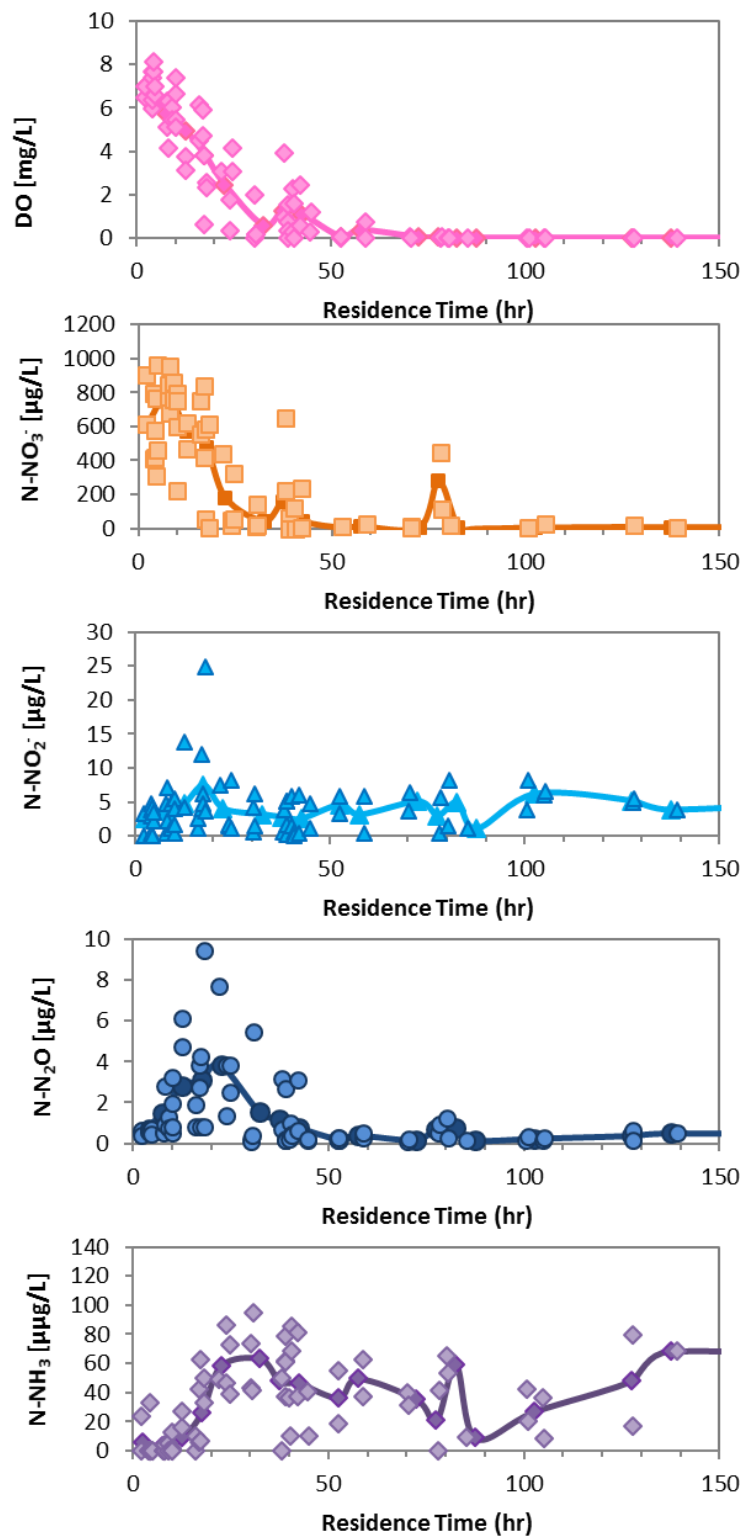 10
8
6
4
2
0
DO [mg/L]
0 50 100 150
Residence Time (hr)
1200
1000
800
600
400
200
0
N-NO₃⁻ [µg/L]
0 50 100 150
Residence Time (hr)
30
25
20
15
10
5
0
N-NO₂⁻ [µg/L]
0 50 100 150
Residence Time (hr)
10
8
6
4
2
0
N-N₂O [µg/L]
0 50 100 150
Residence Time (hr)
140
120
100
80
60
40
20
0
N-NH₃ [µµg/L]
0 50 100 150
Residence Time (hr)